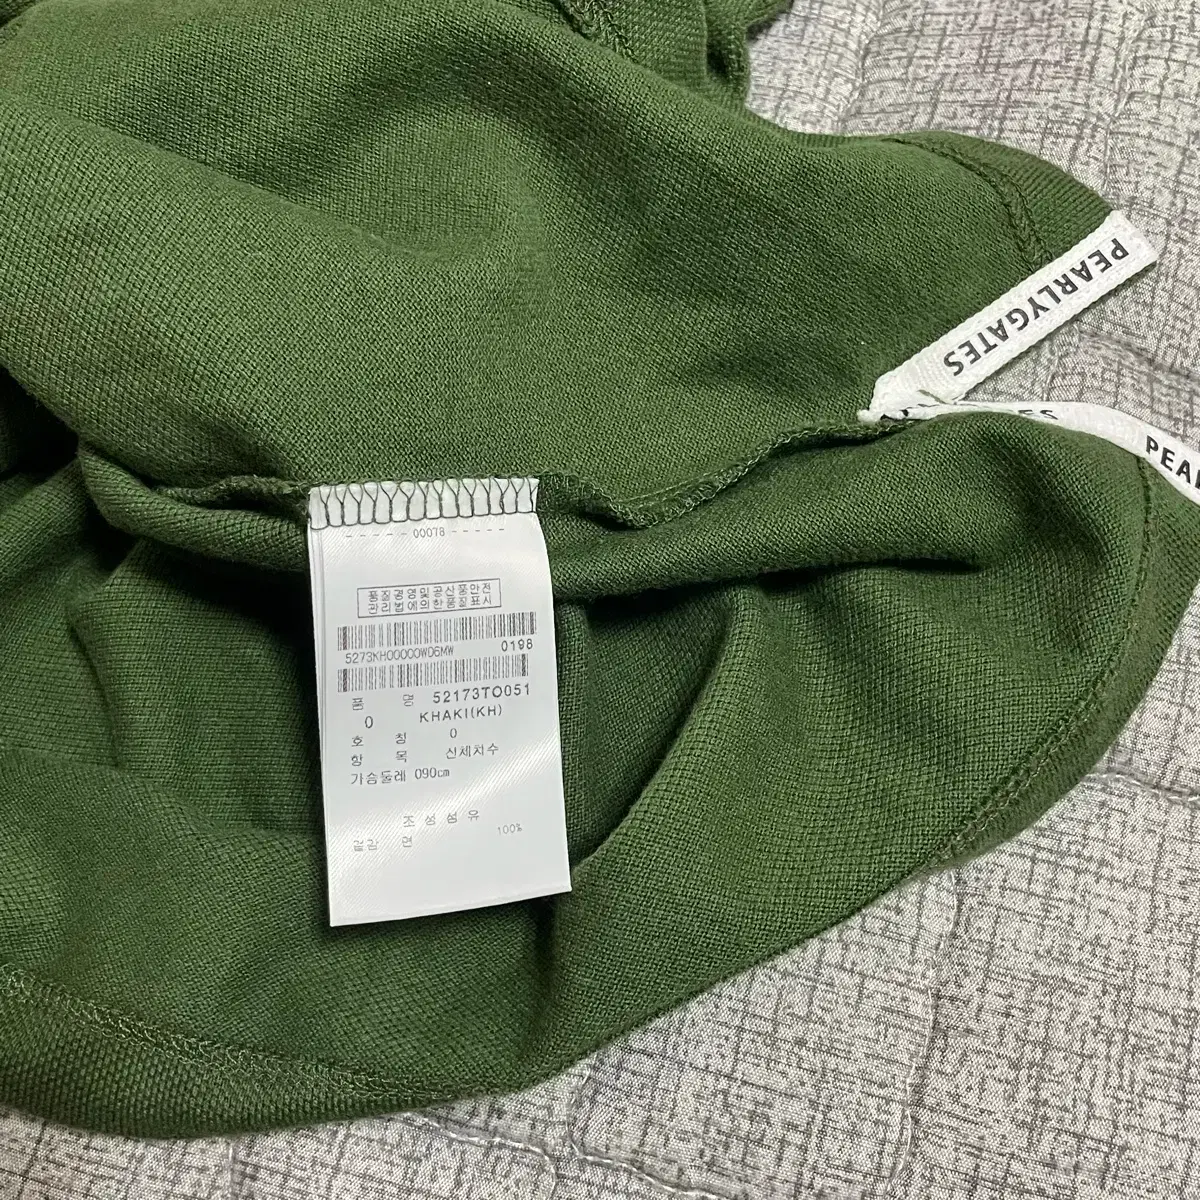 PEARLYGATES
PEAR
- - - - - 00078 - - - - -
품질경영및공산품안전
관리법에의한품질표시
5273KH00000WD6MW 0198
품 명 52173TO051
0 KHAKI(KH)
호 칭 0
항 목 신체치수
가슴둘레 090cm
조 성 섬 유
겉감 면 100%